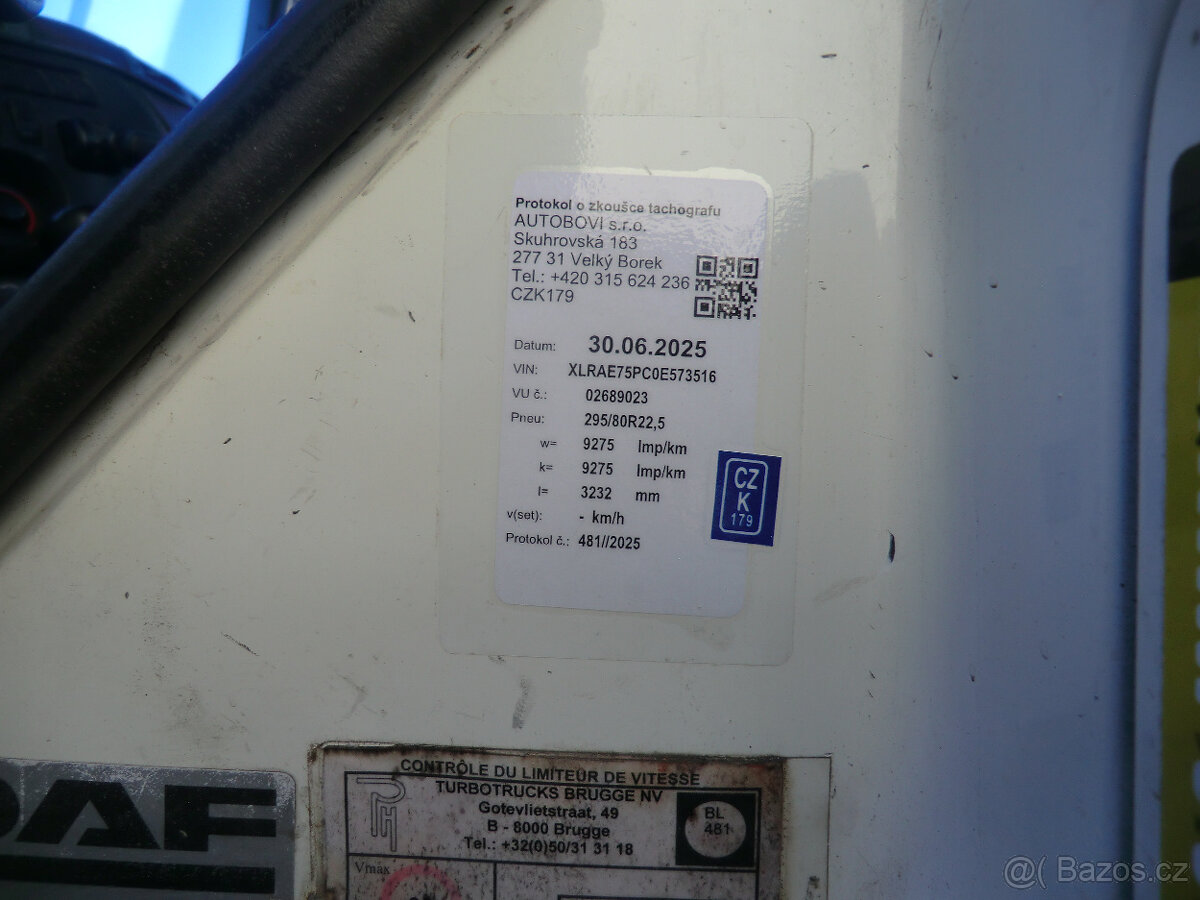 Protokol o zkoušce tachografu
AUTOBOVI s.r.o.
Skuhrovská 183
277 31 Velký Borek
Tel.: +420 315 624 236
CZK179
Datum: 30.06.2025
VIN: XLRAE75PC0E573516
VU č.: 02689023
Pneu: 295/80R22,5
w= 9275 Imp/km
k= 9275 Imp/km
l= 3232 mm
v(set): - km/h
Protokol č.: 481//2025
CZ
K
179
DAF
CONTRÔLE DU LIMITEUR DE VITESSE
TURBOTRUCKS BRUGGE NV
Gotevlietstraat, 49
B - 8000 Brugge
Tel.: +32(0)50/31 31 18
BL
481
Vmax
@( Bazos.cz